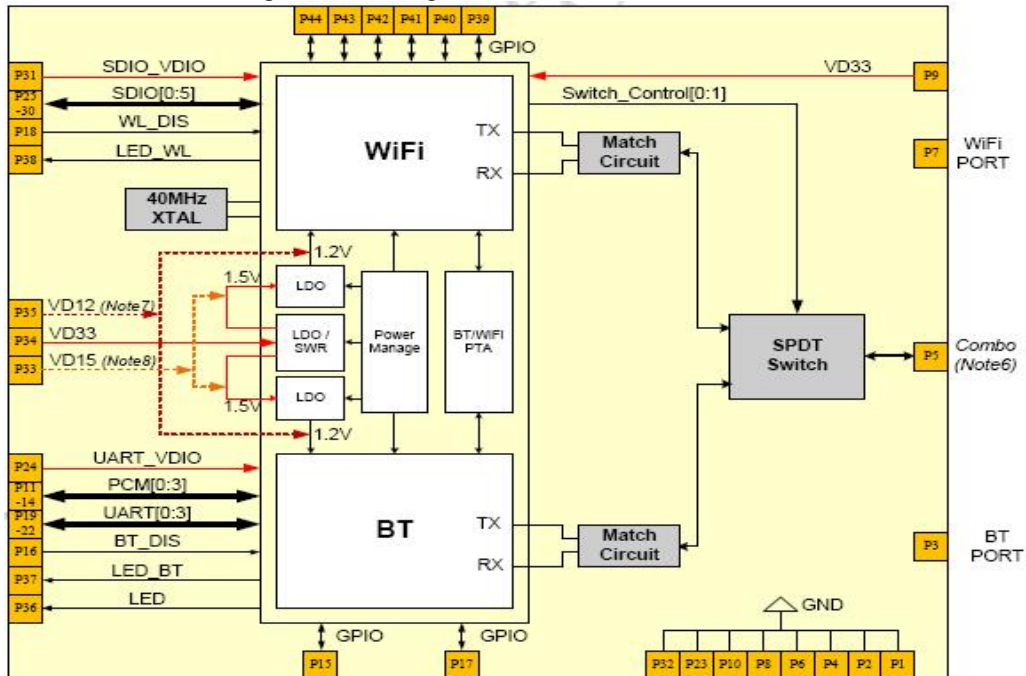 P44 P43 P42 P41 P40 P39
GPIO
P31 SDIO_VDIO
VD33 P9
P25
-30
SDIO[0:5]
Switch_Control[0:1]
P18 WL_DIS
P38 LED_WL
WiFi
TX
RX
Match
Circuit
P7 WiFi
PORT
40MHz
XTAL
1.2V
1.5V
LDO
P35 VD12 (Note7)
P34 VD33
P33 VD15 (Note8)
LDO /
SWR
Power
Manage
BT/WIFI
PTA
SPDT
Switch
P5 Combo
(Note6)
LDO
1.5V
1.2V
P24 UART_VDIO
P11
-14
PCM[0:3]
P19
-22
UART[0:3]
P16 BT_DIS
P37 LED_BT
P36 LED
BT
TX
RX
Match
Circuit
P3 BT
PORT
GND
GPIO GPIO
P15 P17
P32 P23 P10 P8 P6 P4 P2 P1